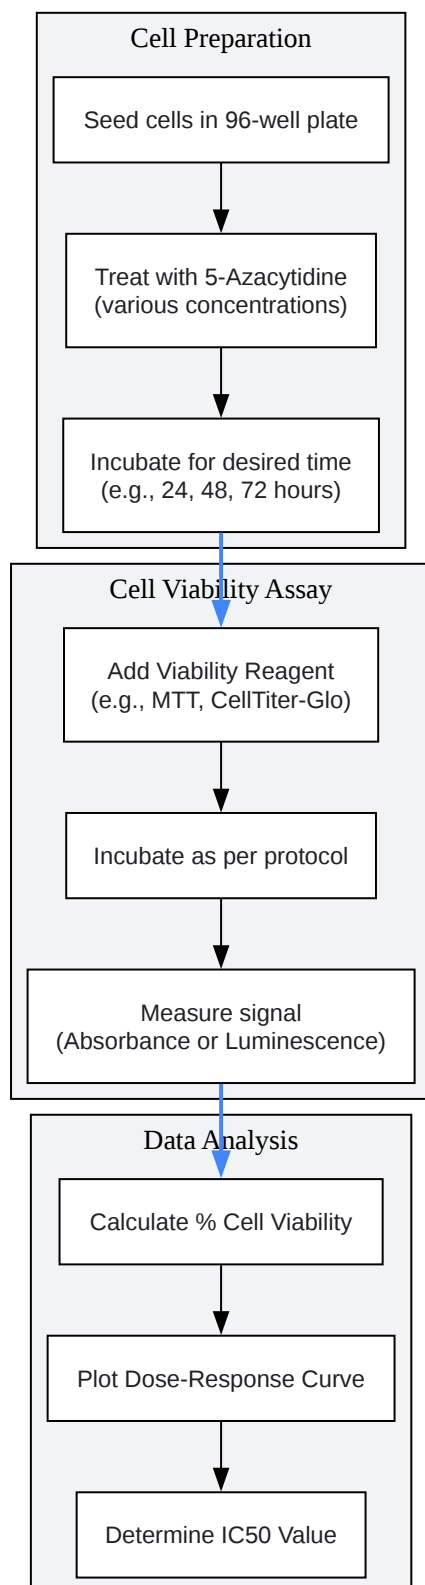 Cell Preparation
Seed cells in 96-well plate
Treat with 5-Azacytidine
(various concentrations)
Incubate for desired time
(e.g., 24, 48, 72 hours)
Cell Viability Assay
Add Viability Reagent
(e.g., MTT, CellTiter-Glo)
Incubate as per protocol
Measure signal
(Absorbance or Luminescence)
Data Analysis
Calculate % Cell Viability
Plot Dose-Response Curve
Determine IC50 Value